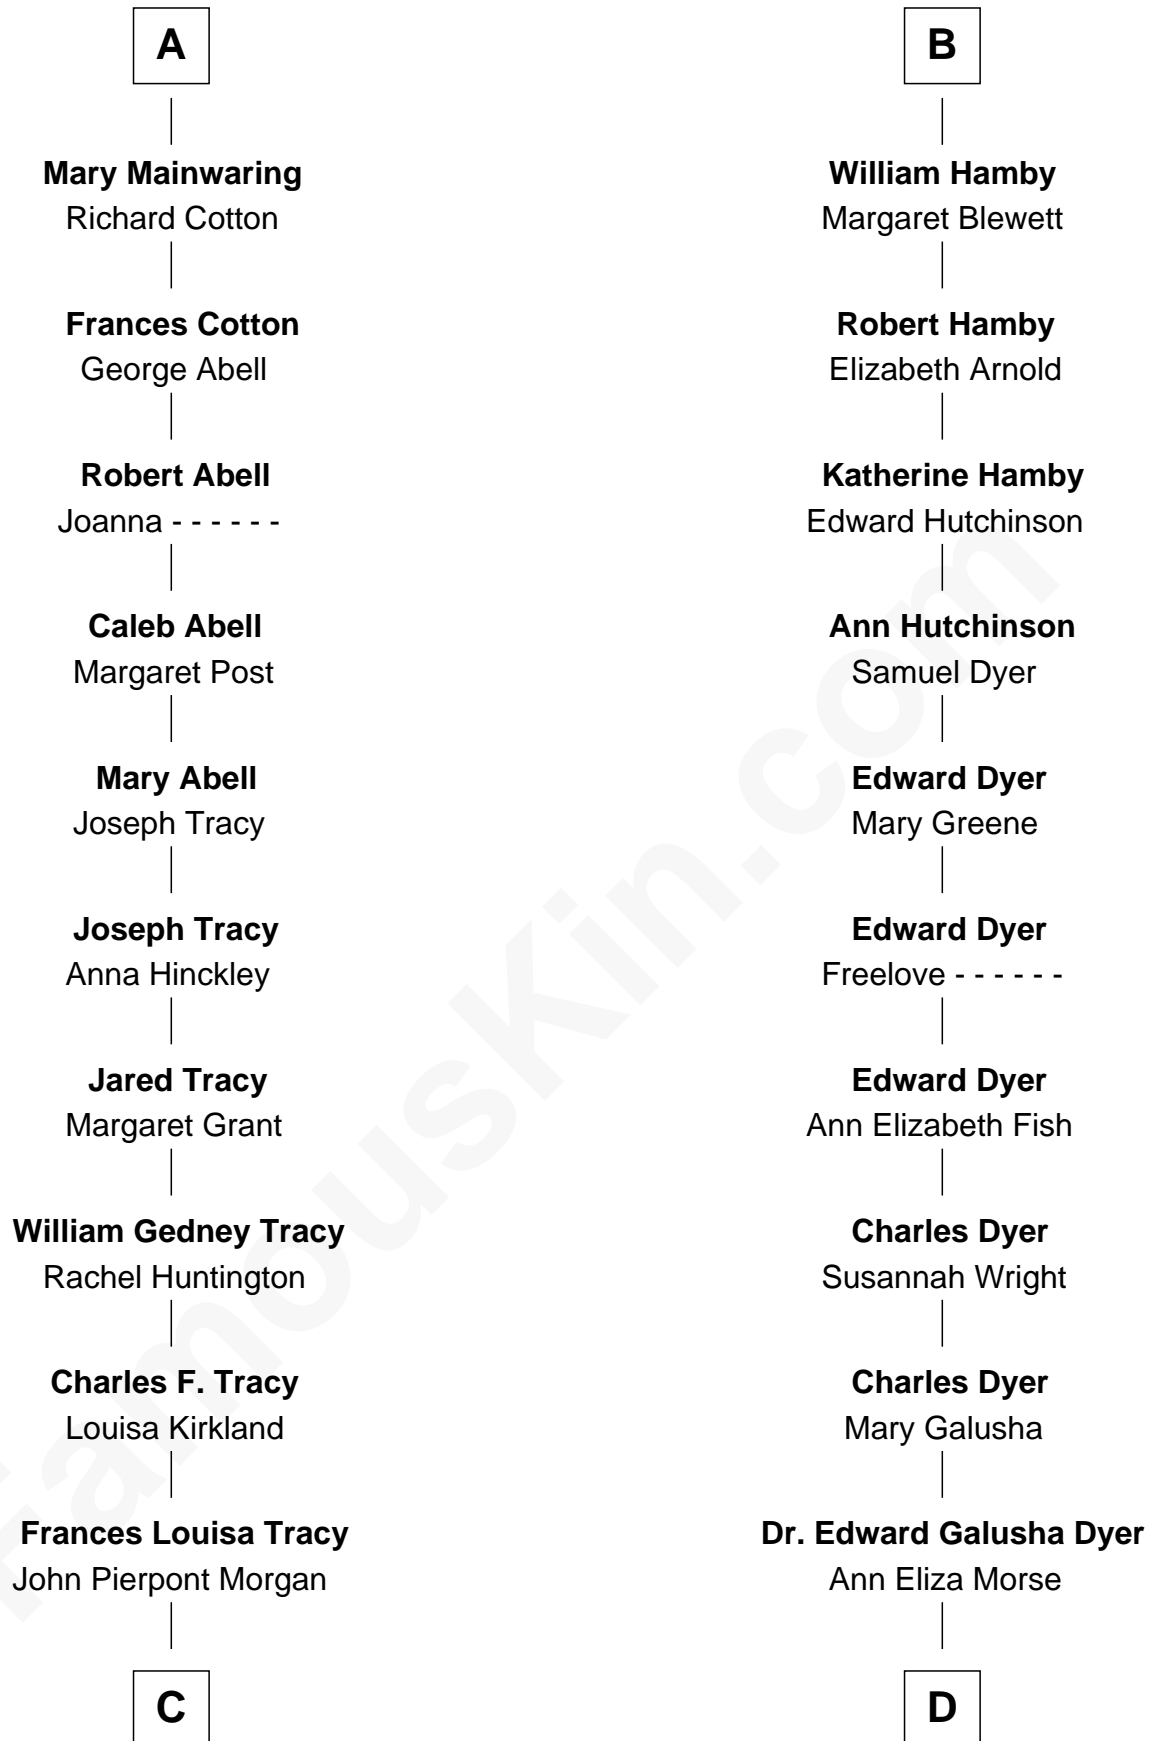 A
Mary Mainwaring
Richard Cotton
Frances Cotton
George Abell
Robert Abell
Joanna - - - - - -
Caleb Abell
Margaret Post
Mary Abell
Joseph Tracy
Joseph Tracy
Anna Hinckley
Jared Tracy
Margaret Grant
William Gedney Tracy
Rachel Huntington
Charles F. Tracy
Louisa Kirkland
Frances Louisa Tracy
John Pierpont Morgan
C
B
William Hamby
Margaret Blewett
Robert Hamby
Elizabeth Arnold
Katherine Hamby
Edward Hutchinson
Ann Hutchinson
Samuel Dyer
Edward Dyer
Mary Greene
Edward Dyer
Freelove - - - - - -
Edward Dyer
Ann Elizabeth Fish
Charles Dyer
Susannah Wright
Charles Dyer
Mary Galusha
Dr. Edward Galusha Dyer
Ann Eliza Morse
D
FamousKin.com